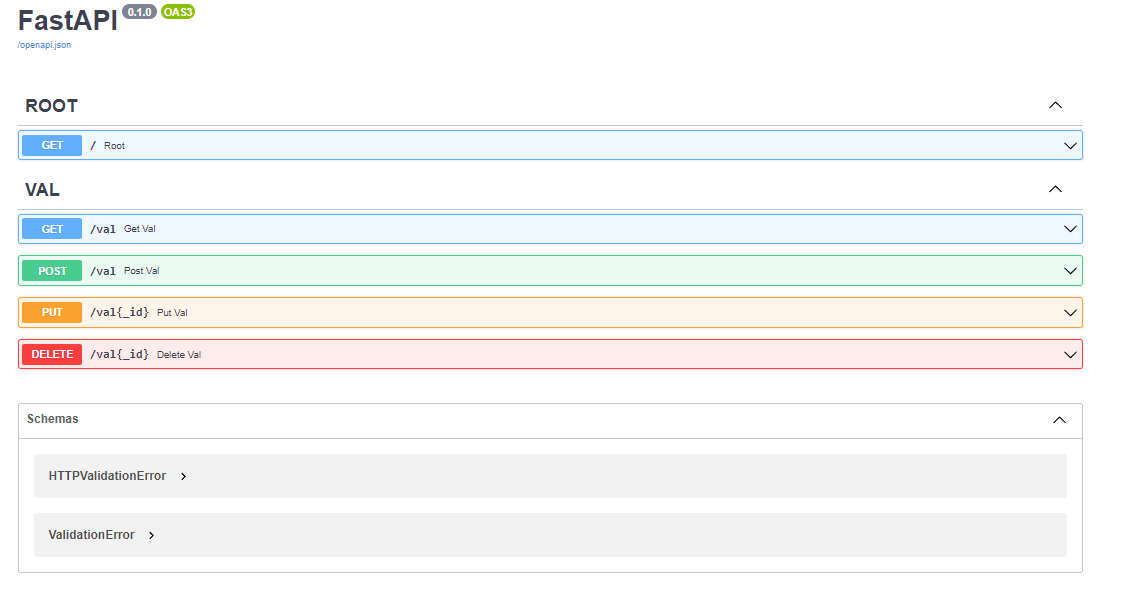 FastAPI 0.1.0 OAS3
/openapi.json
ROOT
GET / Root
VAL
GET /val Get Val
POST /val Post Val
PUT /val{_id} Put Val
DELETE /val{_id} Delete Val
Schemas
HTTPValidationError
ValidationError